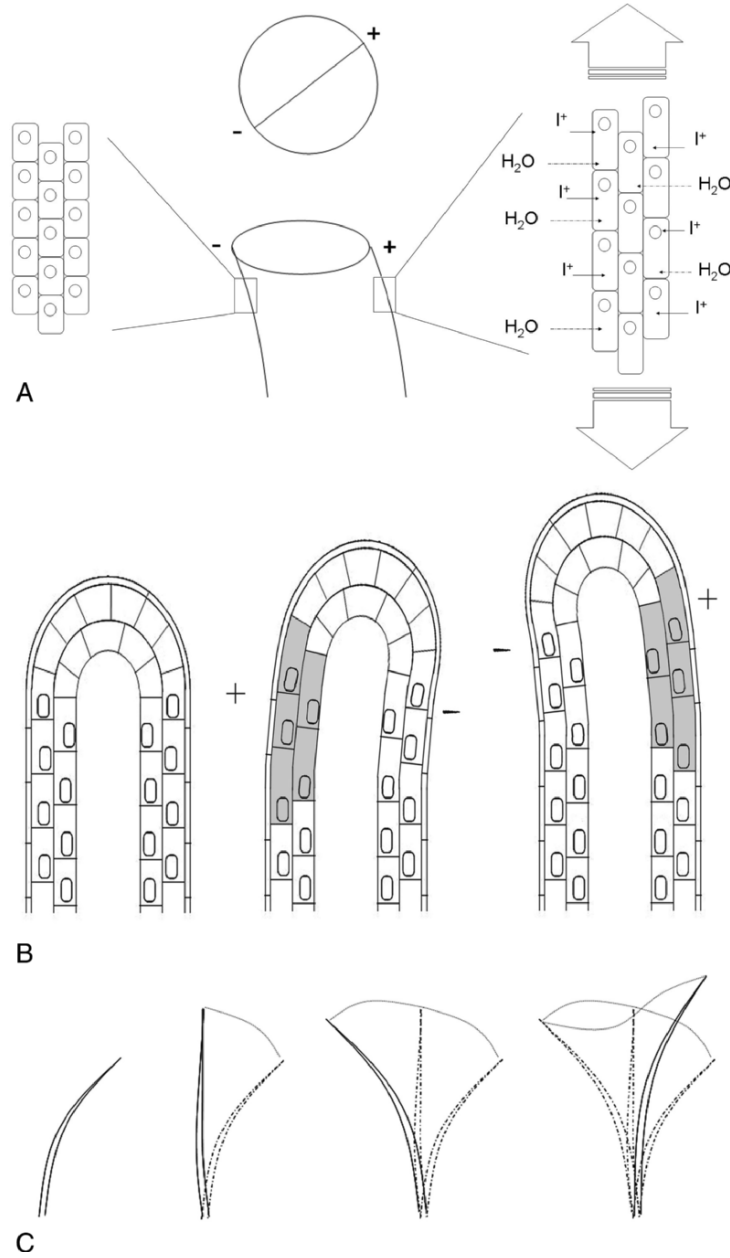 +
-
I+
I+
H2O
I+
H2O
- +
H2O
I+
I+
H2O
H2O
I+
A
+
+
-
-
B
C